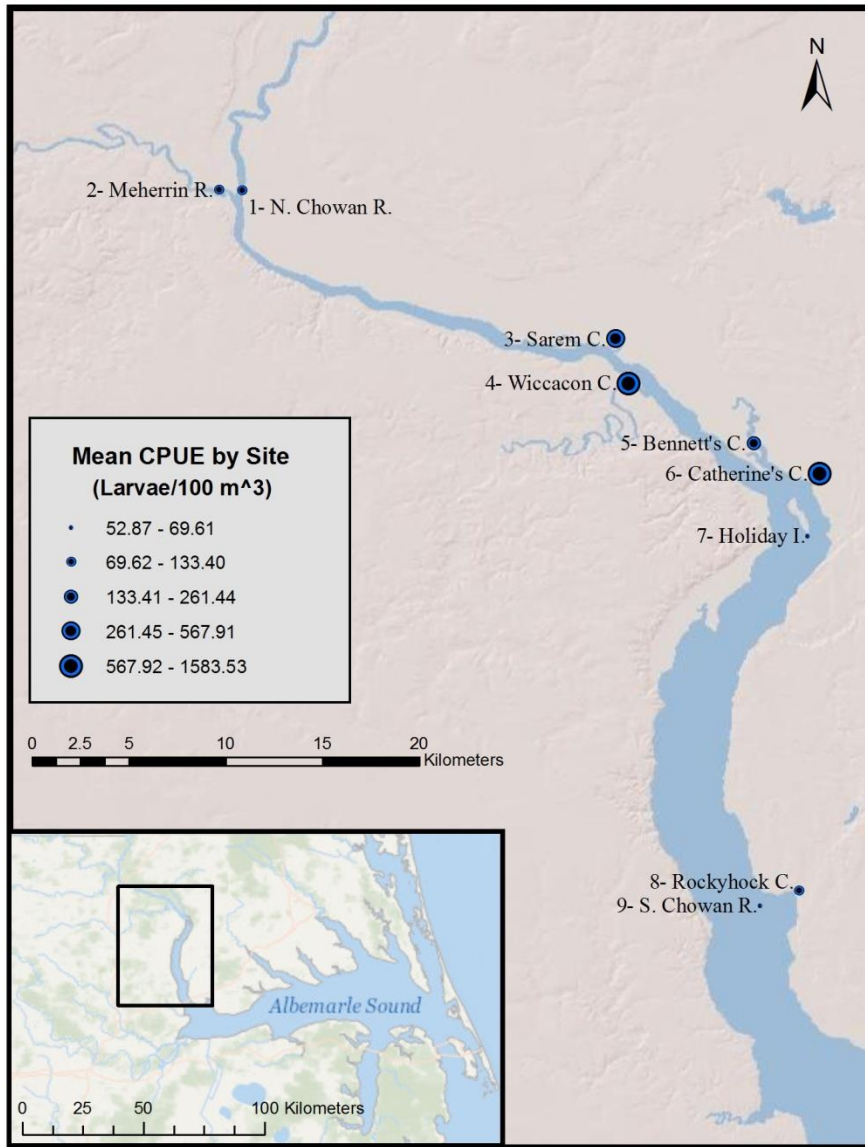 N
2- Meherrin R.
1- N. Chowan R.
3- Sarem C.
4- Wiccacon C.
5- Bennett's C.
6- Catherine's C.
7- Holiday I.
Mean CPUE by Site
(Larvae/100 m^3)
52.87 - 69.61
69.62 - 133.40
133.41 - 261.44
261.45 - 567.91
567.92 - 1583.53
0 2.5 5 10 15 20
Kilometers
8- Rockyhock C.
9- S. Chowan R.
Albemarle Sound
0 25 50 100 Kilometers